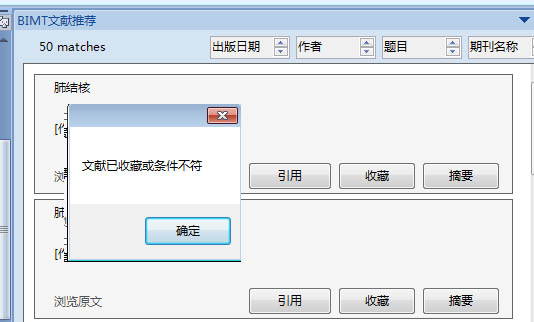 BIMT文献推荐
50 matches 出版日期 作者 题目 期刊名称
肺结核
文献已收藏或条件不符
引用 收藏 摘要
确定
浏览原文 引用 收藏 摘要